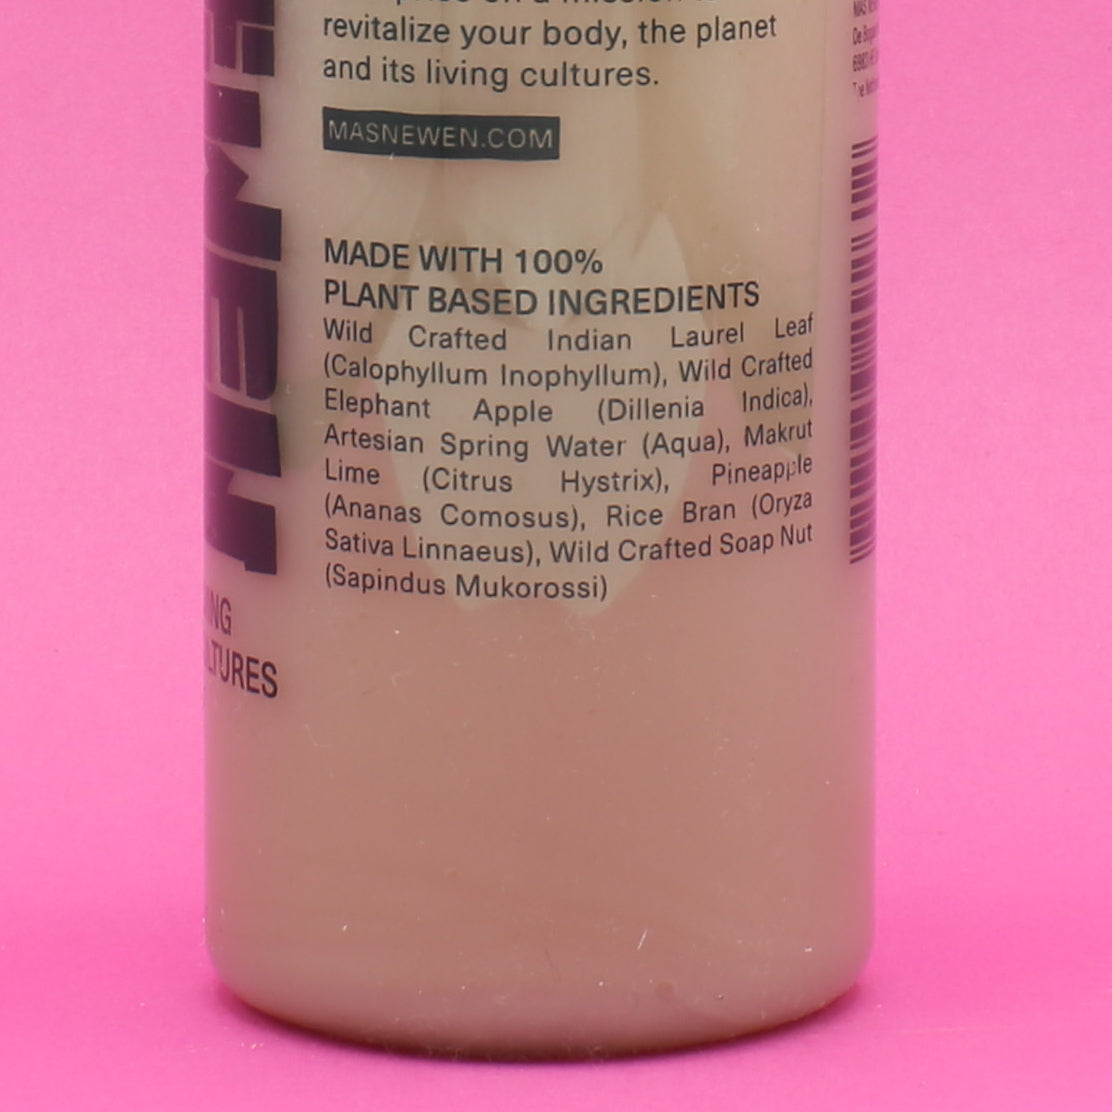 revitalize your body, the planet
and its living cultures.
MASNEWEN.COM
MADE WITH 100%
PLANT BASED INGREDIENTS
Wild Crafted Indian Laurel Leaf
(Calophyllum Inophyllum), Wild Crafted
Elephant Apple (Dillenia Indica),
Artesian Spring Water (Aqua), Makrut
Lime (Citrus Hystrix), Pineapple
(Ananas Comosus), Rice Bran (Oryza
Sativa Linnaeus), Wild Crafted Soap Nut
(Sapindus Mukorossi)